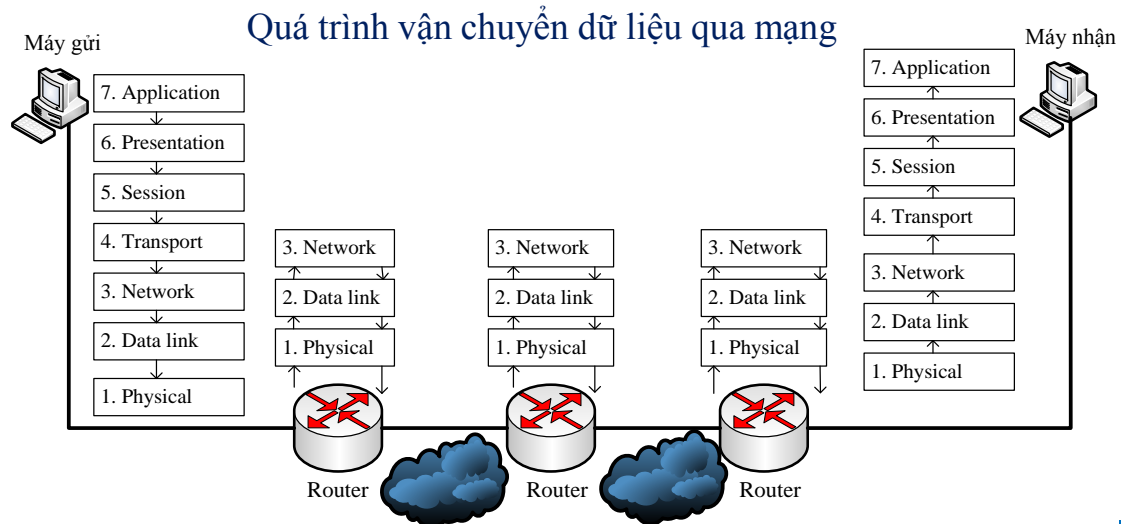 Quá trình vận chuyển dữ liệu qua mạng
Máy gửi
Máy nhận
7. Application
6. Presentation
5. Session
4. Transport
3. Network
2. Data link
1. Physical
3. Network
2. Data link
1. Physical
Router
3. Network
2. Data link
1. Physical
Router
3. Network
2. Data link
1. Physical
Router
7. Application
6. Presentation
5. Session
4. Transport
3. Network
2. Data link
1. Physical